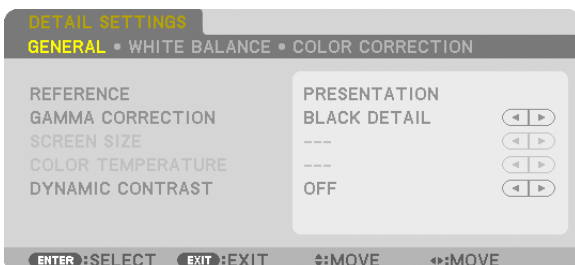 DETAIL SETTINGS
GENERAL • WHITE BALANCE • COLOR CORRECTION
REFERENCE PRESENTATION
GAMMA CORRECTION BLACK DETAIL
SCREEN SIZE ---
COLOR TEMPERATURE ---
DYNAMIC CONTRAST OFF
ENTER :SELECT EXIT :EXIT :MOVE :MOVE